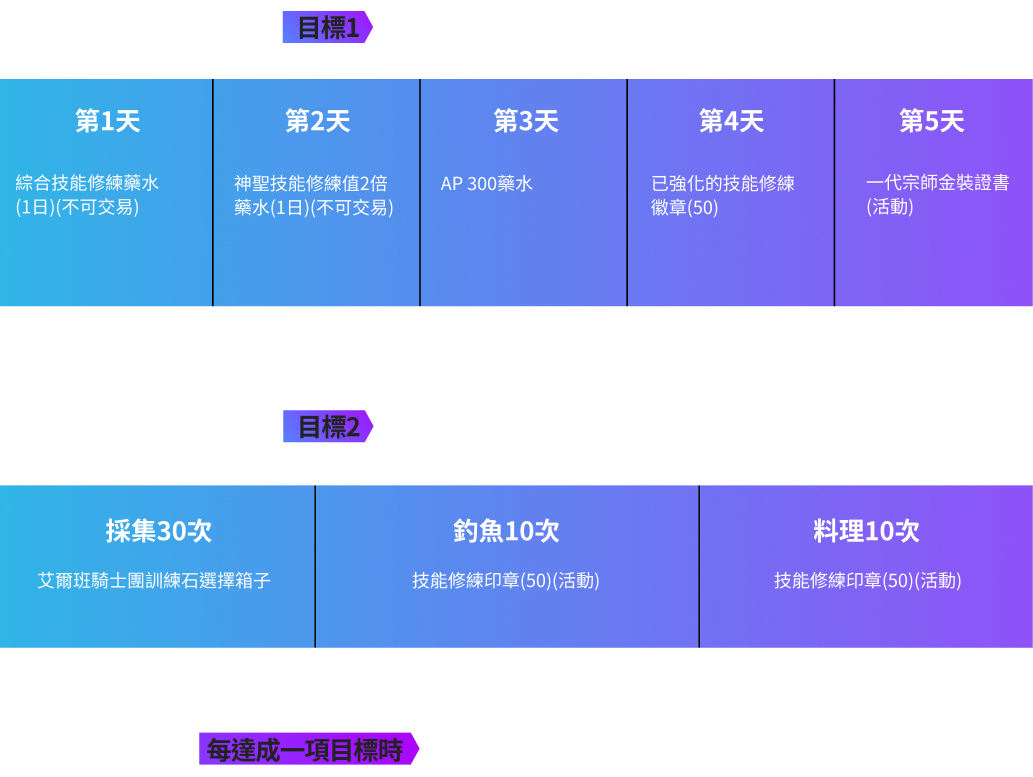 目標1
第1天
綜合技能修練藥水
(1日)(不可交易)
第2天
神聖技能修練值2倍
藥水(1日)(不可交易)
第3天
AP 300藥水
第4天
已強化的技能修練
徽章(50)
第5天
一代宗師金裝證書
(活動)
目標2
採集30次
艾爾班騎士團訓練石選擇箱子
釣魚10次
技能修練印章(50)(活動)
料理10次
技能修練印章(50)(活動)
每達成一項目標時